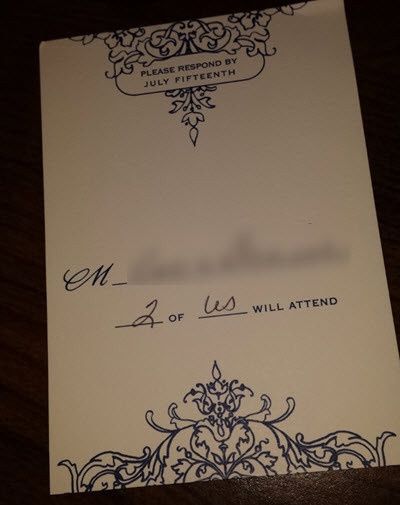 PLEASE RESPOND BY
JULY FIFTEENTH
M
2 OF us WILL ATTEND